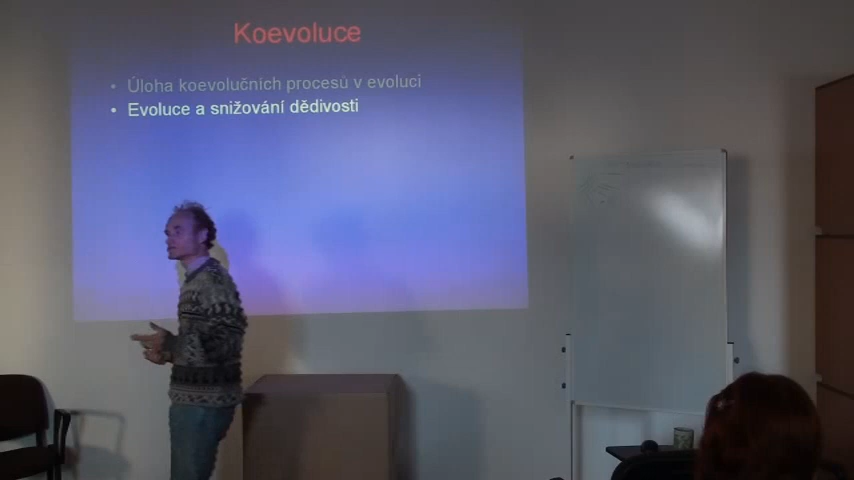 Koevoluce
• Úloha koevolučních procesů v evoluci
• Evoluce a snižování dědivosti